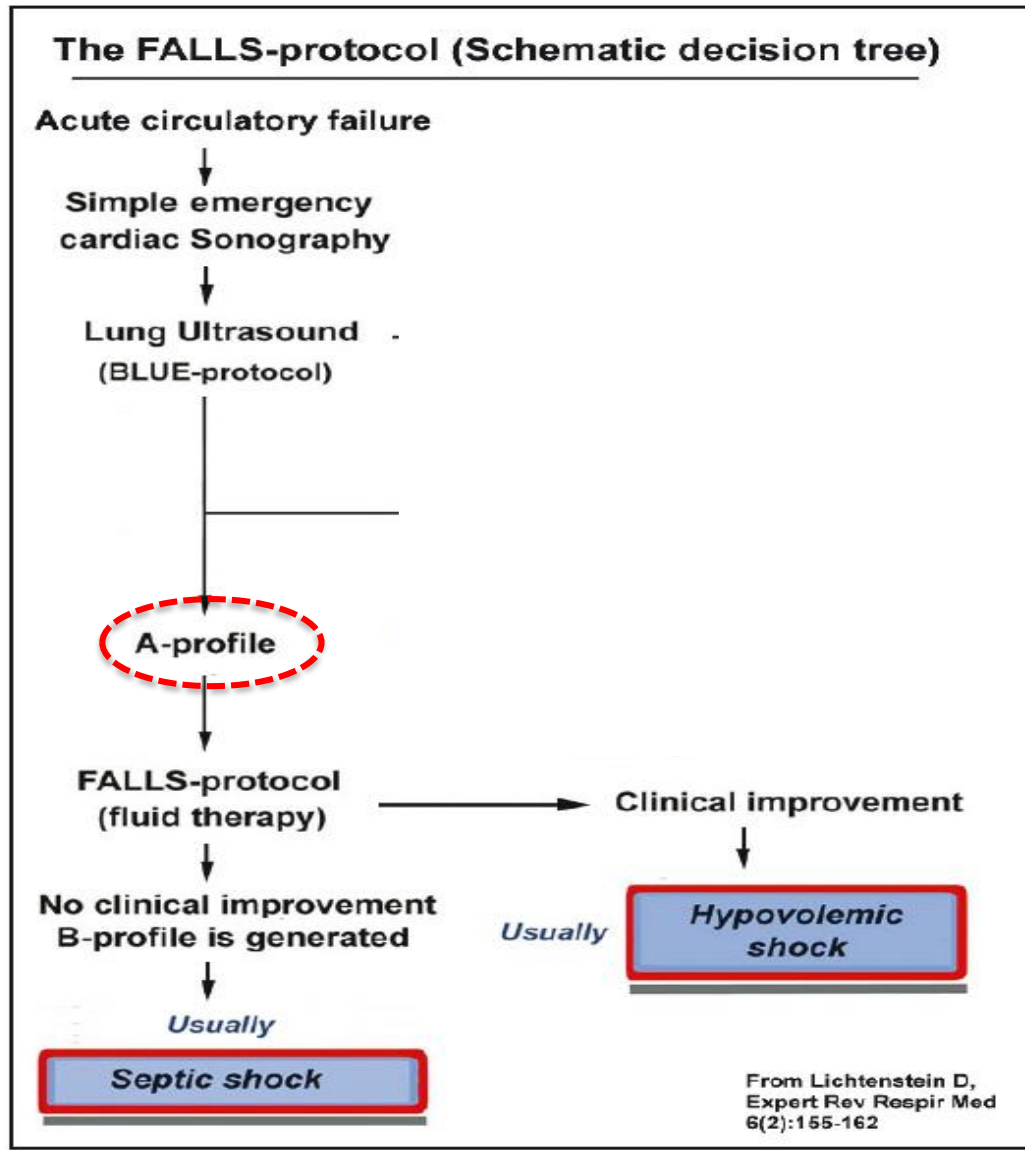 The FALLS-protocol (Schematic decision tree)
Acute circulatory failure
Simple emergency
cardiac Sonography
Lung Ultrasound -
(BLUE-protocol)
A-profile
FALLS-protocol
(fluid therapy)
Clinical improvement
No clinical improvement
B-profile is generated
Usually
Hypovolemic
shock
Usually
Septic shock
From Lichtenstein D,
Expert Rev Respir Med
6(2):155-162